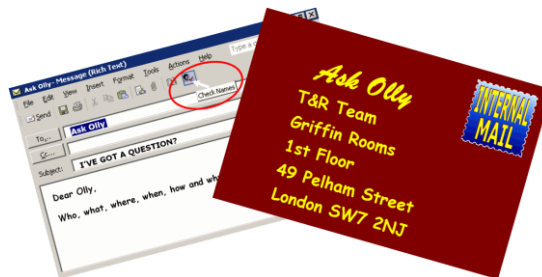 Ask Olly - Message (Rich Text)
File Edit View Insert Format Tools Actions Help
Type a
Send
Check Names
To... Ask Olly
Cc...
Subject: I'VE GOT A QUESTION?
Dear Olly,
Who, what, where, when, how and
Ask Olly
T&R Team
Griffin Rooms
1st Floor
49 Pelham Street
London SW7 2NJ
INTERNAL
MAIL